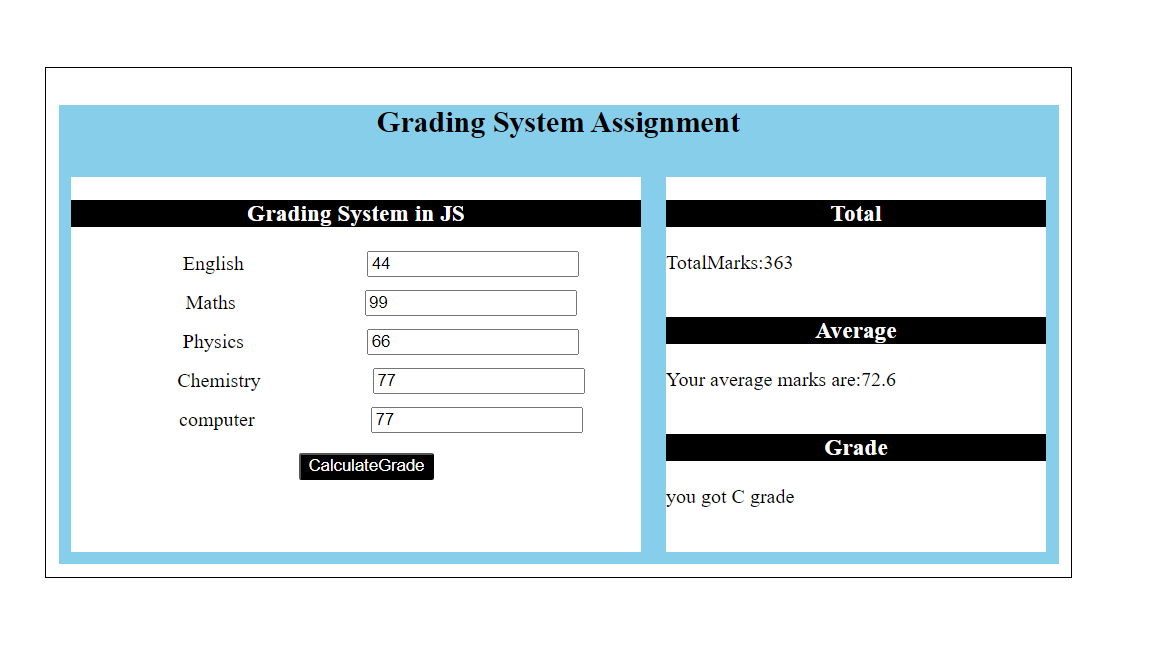 Grading System Assignment
Grading System in JS
English 44
Maths 99
Physics 66
Chemistry 77
computer 77
CalculateGrade
Total
TotalMarks:363
Average
Your average marks are:72.6
Grade
you got C grade